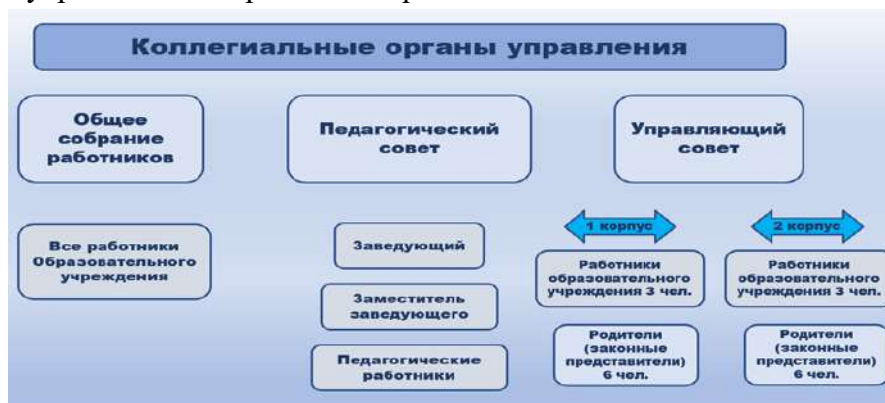 Коллегиальные органы управления
Общее
собрание
работников
Педагогический
совет
Управляющий
совет
Все работники
Образовательного
учреждения
Заведующий
Заместитель
заведующего
Педагогические
работники
1 корпус
Работники
образовательного
учреждения 3 чел.
Родители
(законные
представители)
6 чел.
2 корпус
Работники
образовательного
учреждения 3 чел.
Родители
(законные
представители)
6 чел.